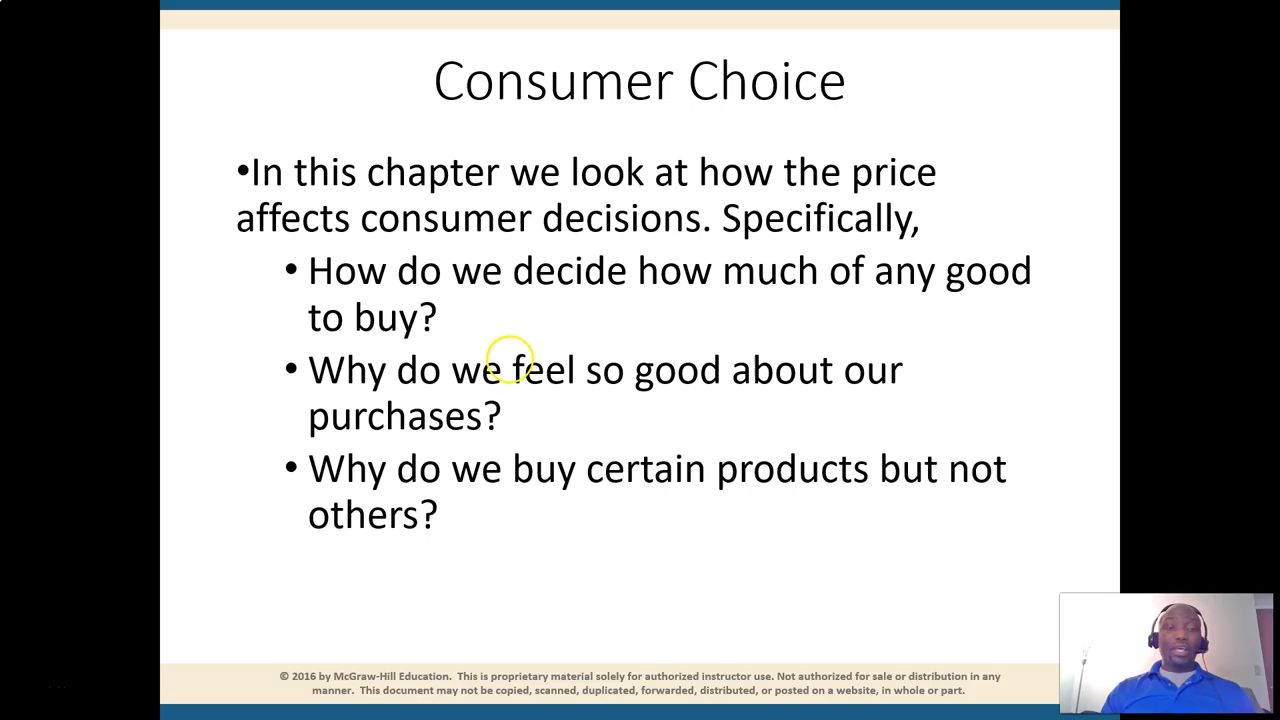 Consumer Choice
•In this chapter we look at how the price
affects consumer decisions. Specifically,
• How do we decide how much of any good
to buy?
• Why do we feel so good about our
purchases?
• Why do we buy certain products but not
others?
© 2016 by McGraw-Hill Education. This is proprietary material solely for authorized instructor use. Not authorized for sale or distribution in any
manner. This document may not be copied, scanned, duplicated, forwarded, distributed, or posted on a website, in whole or part.